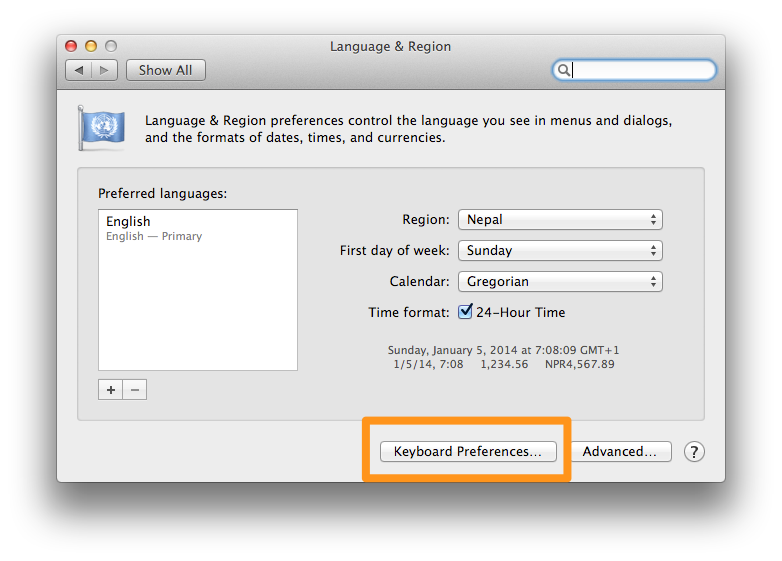 Language & Region
Show All
Language & Region preferences control the language you see in menus and dialogs,
and the formats of dates, times, and currencies.
Preferred languages:
English
English — Primary
Region: Nepal
First day of week: Sunday
Calendar: Gregorian
Time format: 24-Hour Time
Sunday, January 5, 2014 at 7:08:09 GMT+1
1/5/14, 7:08 1,234.56 NPR4,567.89
+ −
Keyboard Preferences... Advanced... ?